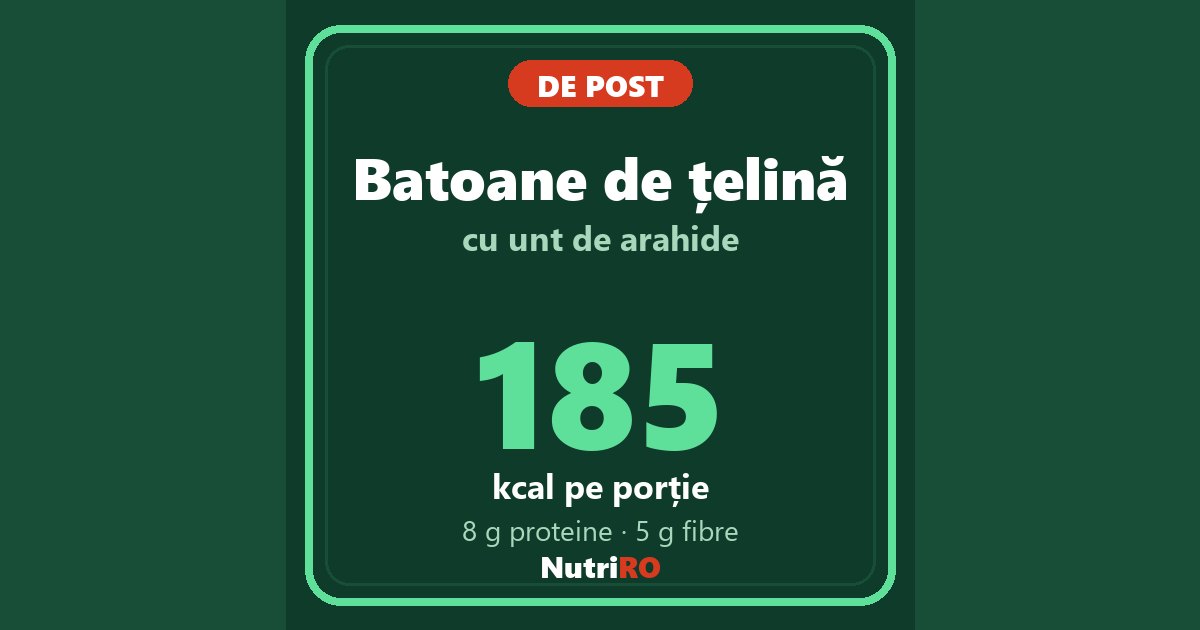 DE POST
Batoane de țelină
cu unt de arahide
185
kcal pe porție
8 g proteine · 5 g fibre
NutriRO